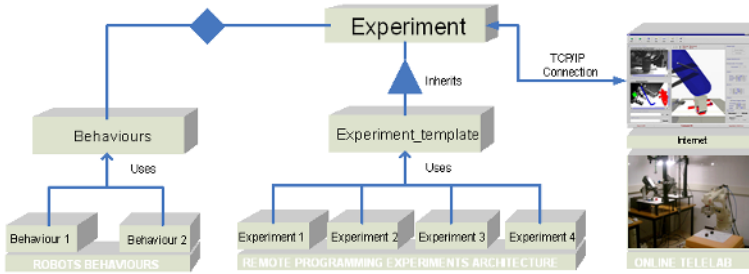 Experiment
TCP/IP
Connection
Inherits
Behaviours
Experiment_template
Internet
Uses
Uses
Behaviour 1
Behaviour 2
Experiment 1
Experiment 2
Experiment 3
Experiment 4
ROBOTS BEHAVIOURS
REMOTE PROGRAMMING EXPERIMENTS ARCHITECTURE
ONLINE TELELAB